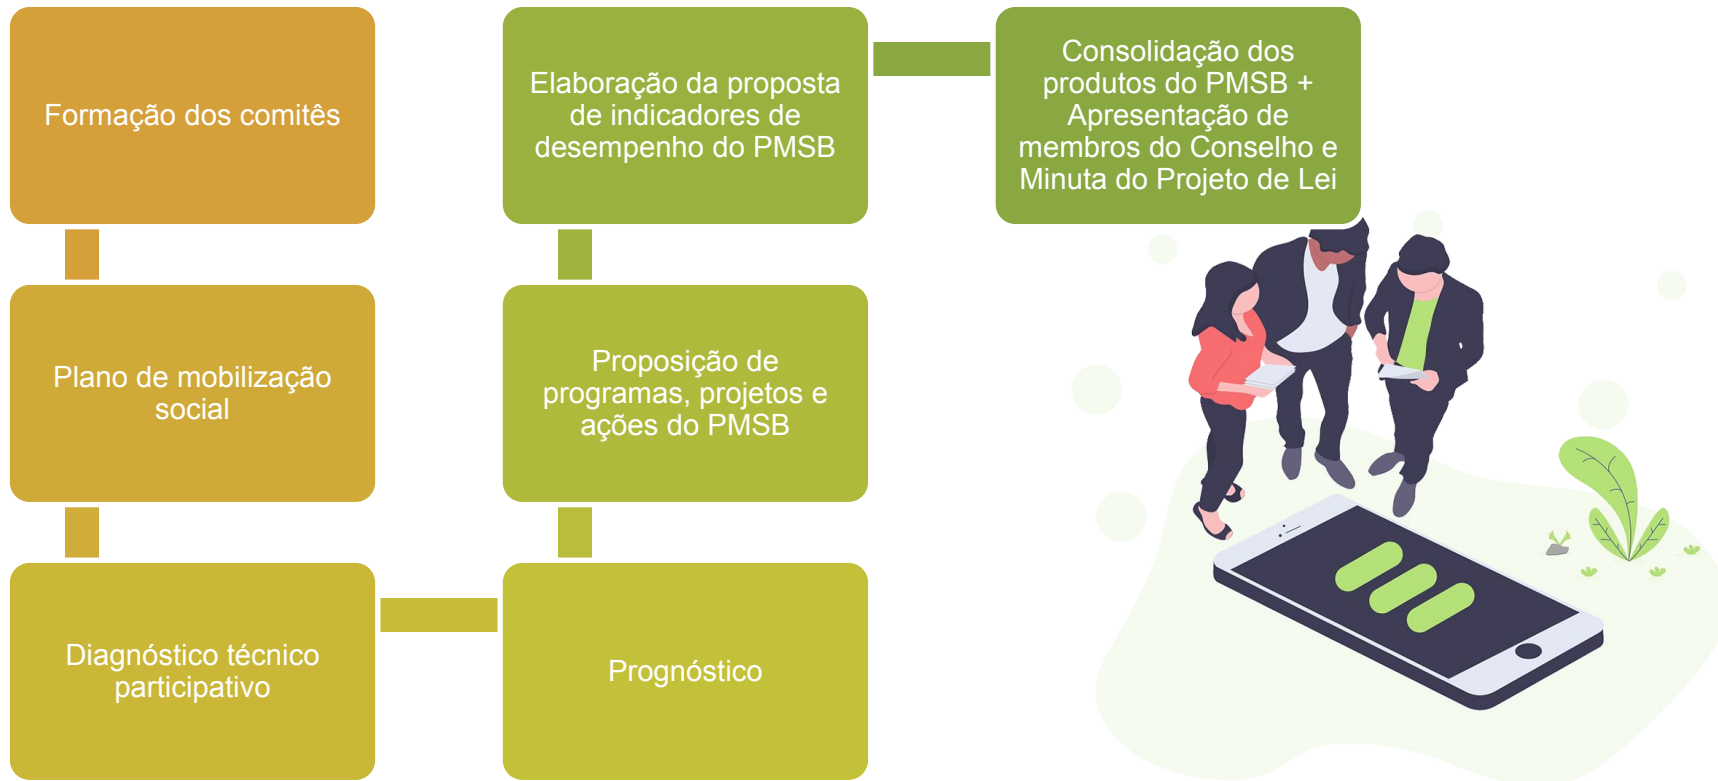 Formação dos comitês
Plano de mobilização
social
Diagnóstico técnico
participativo
Prognóstico
Proposição de
programas, projetos e
ações do PMSB
Elaboração da proposta
de indicadores de
desempenho do PMSB
Consolidação dos
produtos do PMSB +
Apresentação de
membros do Conselho e
Minuta do Projeto de Lei